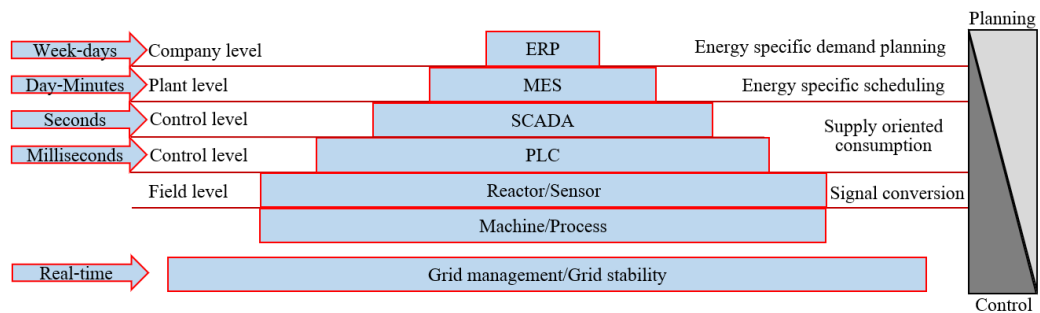 Planning
Week-days Company level ERP Energy specific demand planning
Day-Minutes Plant level MES Energy specific scheduling
Seconds Control level SCADA Supply oriented
consumption
Milliseconds Control level PLC
Field level Reactor/Sensor Signal conversion
Machine/Process
Real-time Grid management/Grid stability
Control